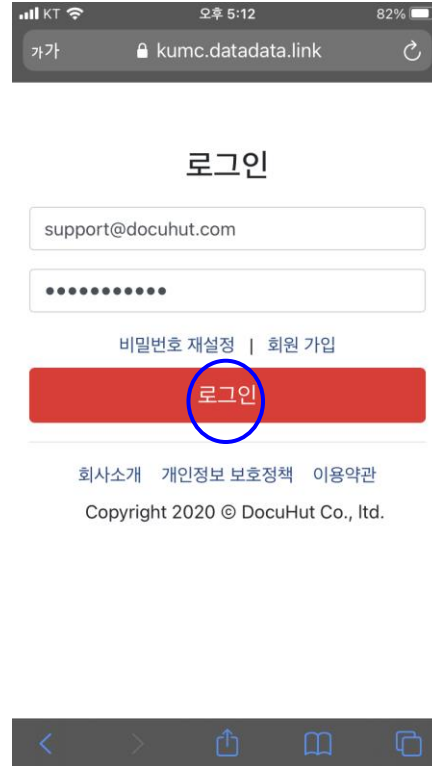 KT 오후 5:12 82%
가가 kumc.datadata.link
로그인
support@docuhut.com
•••••••••••
비밀번호 재설정 | 회원 가입
로그인
회사소개 개인정보 보호정책 이용약관
Copyright 2020 © DocuHut Co., ltd.